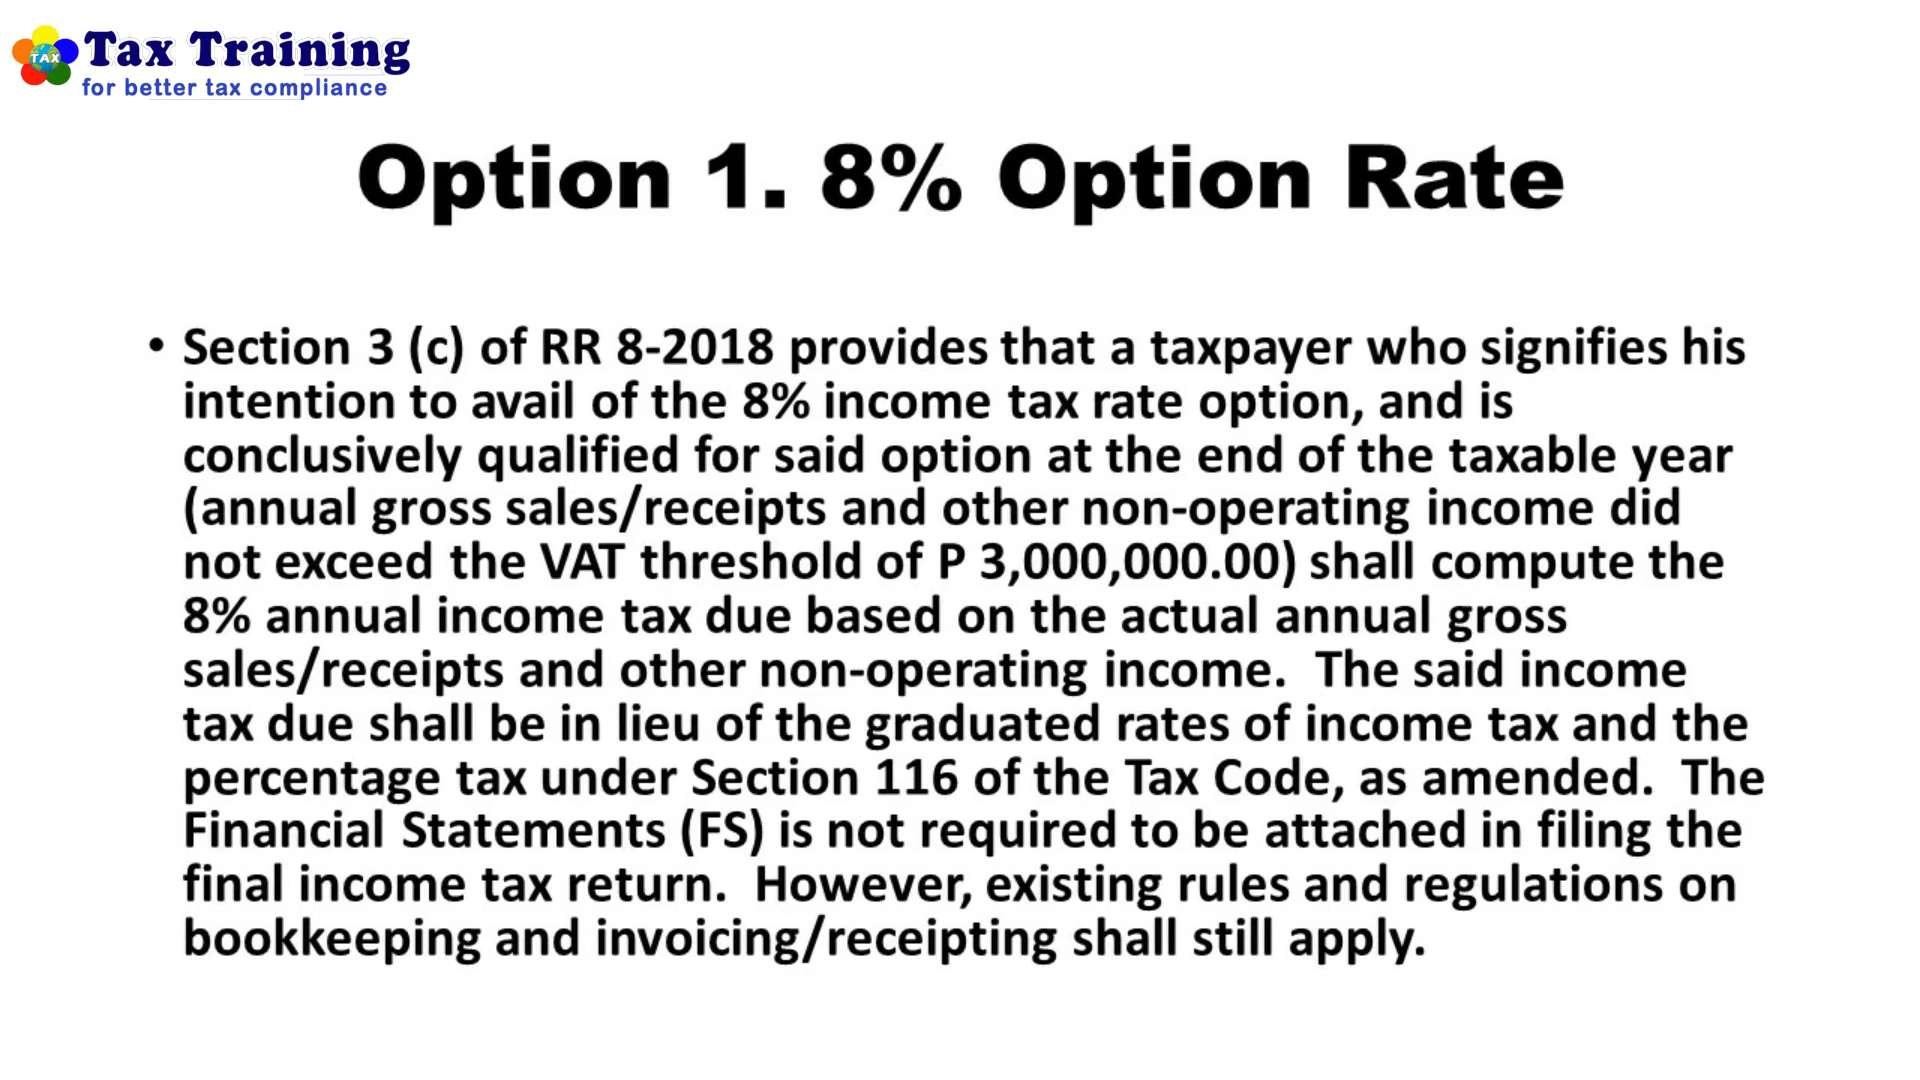 TAX
Tax Training
for better tax compliance
Option 1. 8% Option Rate
• Section 3 (c) of RR 8-2018 provides that a taxpayer who signifies his
intention to avail of the 8% income tax rate option, and is
conclusively qualified for said option at the end of the taxable year
(annual gross sales/receipts and other non-operating income did
not exceed the VAT threshold of P 3,000,000.00) shall compute the
8% annual income tax due based on the actual annual gross
sales/receipts and other non-operating income.  The said income
tax due shall be in lieu of the graduated rates of income tax and the
percentage tax under Section 116 of the Tax Code, as amended.  The
Financial Statements (FS) is not required to be attached in filing the
final income tax return.  However, existing rules and regulations on
bookkeeping and invoicing/receipting shall still apply.